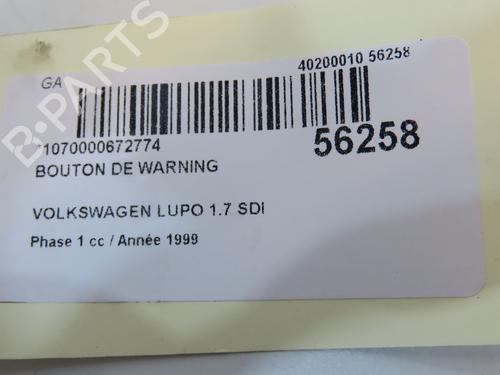 GA
40200010 56258
1070000672774
56258
BOUTON DE WARNING
VOLKSWAGEN LUPO 1.7 SDI
Phase 1 cc / Année 1999
B-PARTS